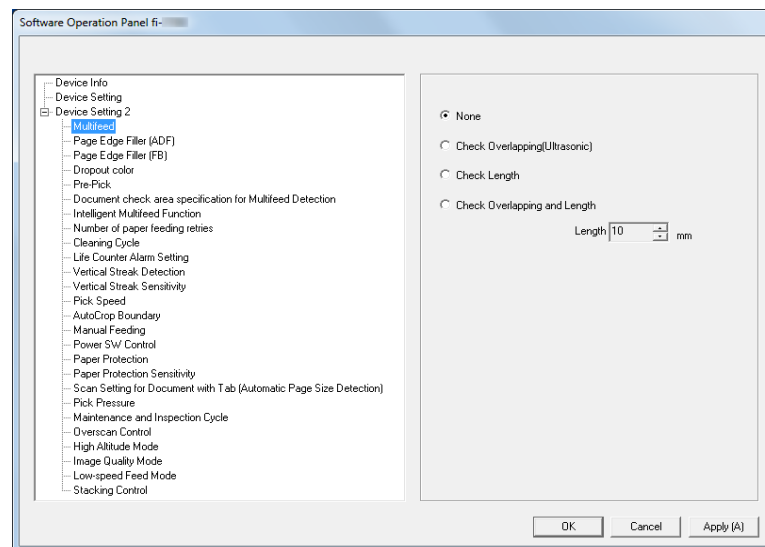 Software Operation Panel fi-
Device Info
Device Setting
Device Setting 2
Multifeed
Page Edge Filler (ADF)
Page Edge Filler (FB)
Dropout color
Pre-Pick
Document check area specification for Multifeed Detection
Intelligent Multifeed Function
Number of paper feeding retries
Cleaning Cycle
Life Counter Alarm Setting
Vertical Streak Detection
Vertical Streak Sensitivity
Pick Speed
AutoCrop Boundary
Manual Feeding
Power SW Control
Paper Protection
Paper Protection Sensitivity
Scan Setting for Document with Tab (Automatic Page Size Detection)
Pick Pressure
Maintenance and Inspection Cycle
Overscan Control
High Altitude Mode
Image Quality Mode
Low-speed Feed Mode
Stacking Control
None
Check Overlapping(Ultrasonic)
Check Length
Check Overlapping and Length
Length 10 mm
OK Cancel Apply (A)